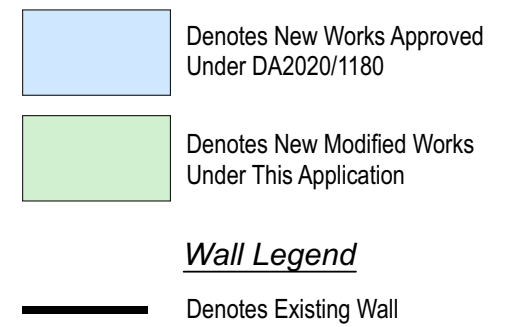 Denotes New Works Approved
Under DA2020/1180
Denotes New Modified Works
Under This Application
Wall Legend
Denotes Existing Wall